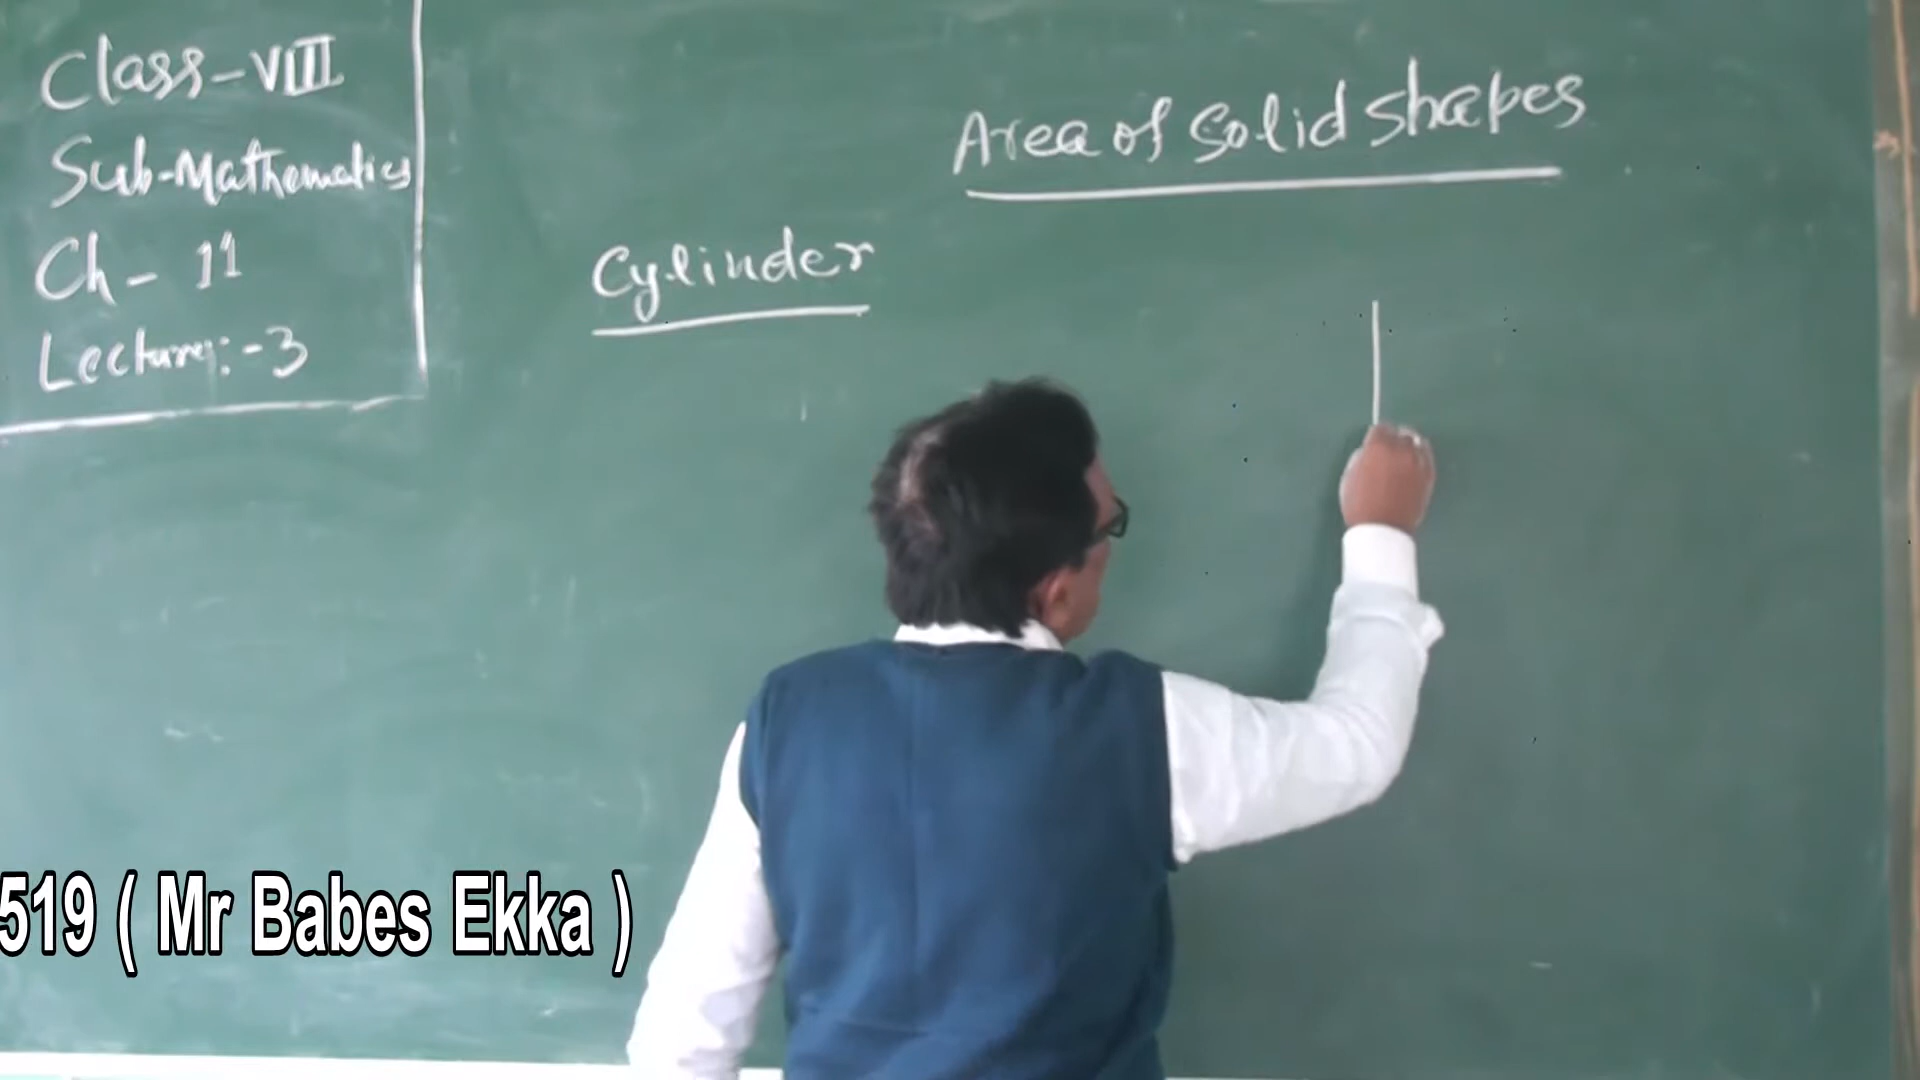 Class-VIII
Sub-Mathematics
Ch- 11
Lecture:-3
Area of Solid Shapes
Cylinder
519 ( Mr Babes Ekka )